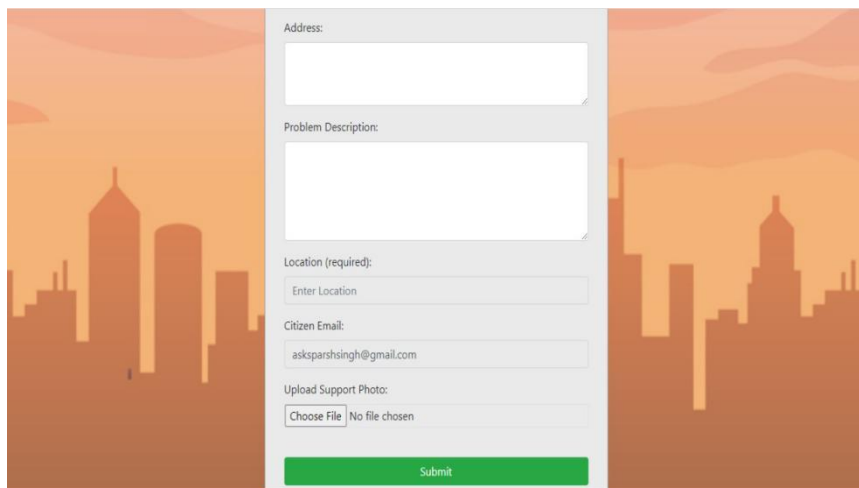 Address:
Problem Description:
Location (required):
Enter Location
Citizen Email:
asksparshsingh@gmail.com
Upload Support Photo:
Choose File No file chosen
Submit